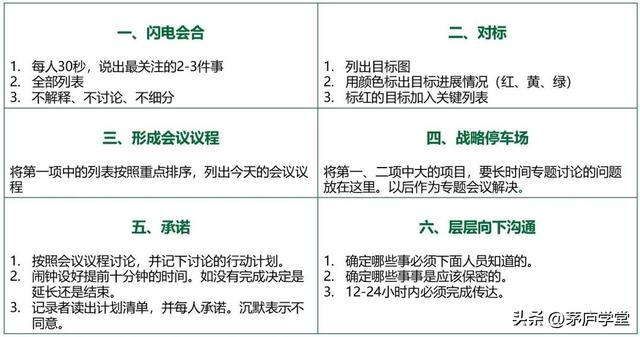 一、闪电会合
1. 每人30秒，说出最关注的2-3件事
2. 全部列表
3. 不解释、不讨论、不细分
二、对标
1. 列出目标图
2. 用颜色标出目标进展情况（红、黄、绿）
3. 标红的目标加入关键列表
三、形成会议议程
将第一项中的列表按照重点排序，列出今天的会议议
程
四、战略停车场
将第一、二项中大的项目，要长时间专题讨论的问题
放在这里。以后作为专题会议解决。
五、承诺
1. 按照会议议程讨论，并记下讨论的行动计划。
2. 闹钟设好提前十分钟的时间。如没有完成决定是
延长还是结束。
3. 记录者读出计划清单，并每人承诺。沉默表示不
同意。
六、层层向下沟通
1. 确定哪些事必须下面人员知道的。
2. 确定哪些事事是应该保密的。
3. 12-24小时内必须完成传达。
头条@茅庐学堂